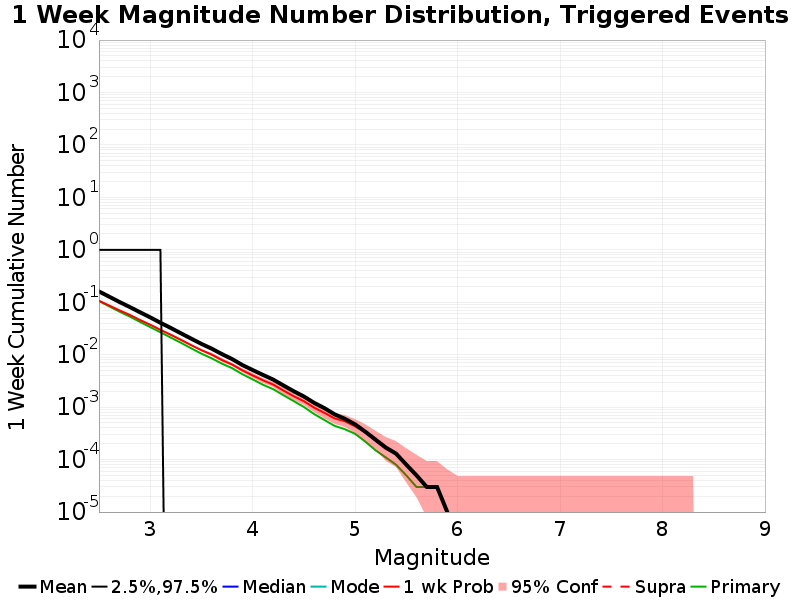 1 Week Magnitude Number Distribution, Triggered Events
1 Week Cumulative Number
10^4
10^3
10^2
10^1
10^0
10^-1
10^-2
10^-3
10^-4
10^-5
3 4 5 6 7 8 9
Magnitude
Mean 2.5%,97.5% Median Mode 1 wk Prob 95% Conf Supra Primary